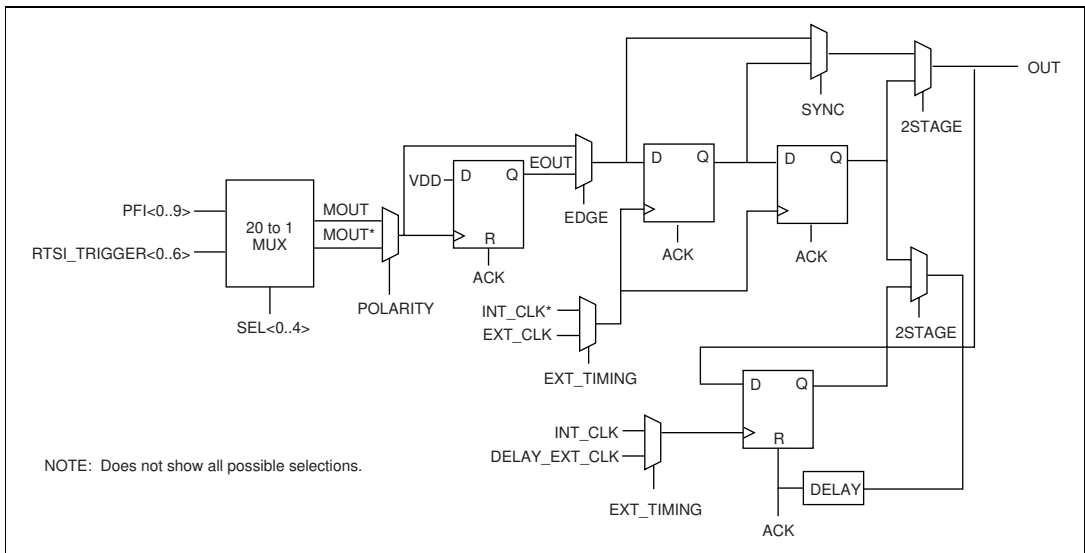 OUT
SYNC
2STAGE
D Q
D Q
EOUT
VDD
D Q
R
EDGE
PFI<0..9>
RTSI_TRIGGER<0..6>
20 to 1
MUX
MOUT
MOUT*
ACK
ACK
ACK
POLARITY
SEL<0..4>
INT_CLK*
EXT_CLK
EXT_TIMING
2STAGE
D Q
R
INT_CLK
DELAY_EXT_CLK
EXT_TIMING
DELAY
ACK
NOTE: Does not show all possible selections.